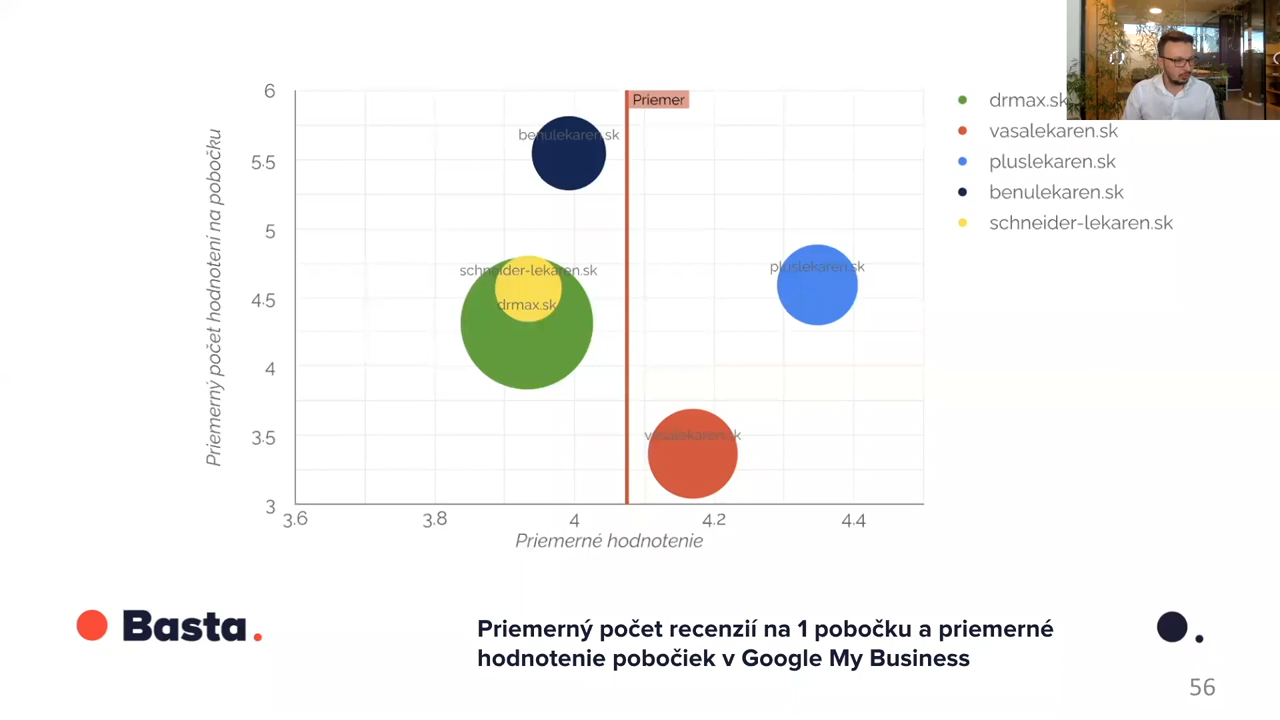 Priemer
drmax.sk
vasalekaren.sk
pluslekaren.sk
benulekaren.sk
schneider-lekaren.sk
Priemerný počet hodnotení na pobočku
6
5.5
5
4.5
4
3.5
3
benulekaren.sk
schneider-lekaren.sk
drmax.sk
pluslekaren.sk
vasalekaren.sk
3.6
3.8
4
4.2
4.4
Priemerné hodnotenie
Basta.
Priemerný počet recenzií na 1 pobočku a priemerné
hodnotenie pobočiek v Google My Business
56